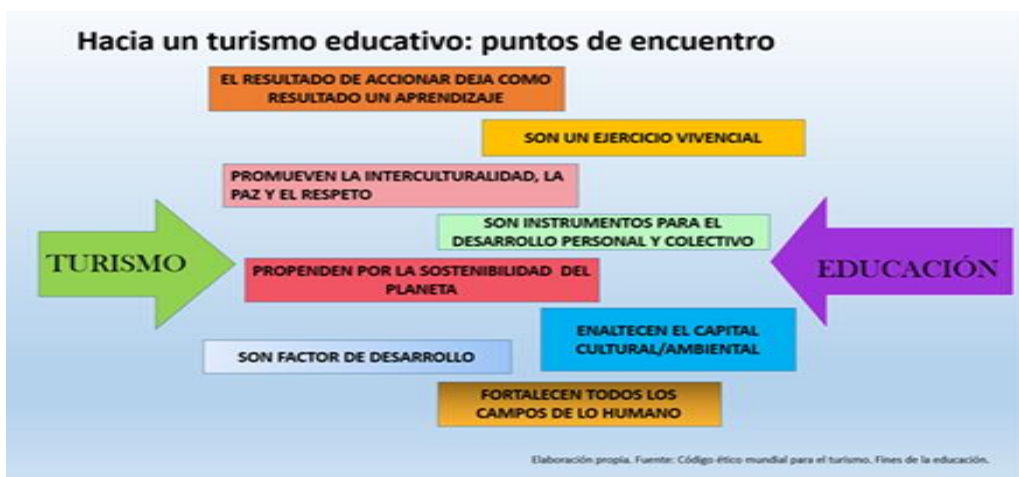 Hacia un turismo educativo: puntos de encuentro
EL RESULTADO DE ACCIONAR DEJA COMO
RESULTADO UN APRENDIZAJE
SON UN EJERCICIO VIVENCIAL
PROMUEVEN LA INTERCULTURALIDAD, LA
PAZ Y EL RESPETO
SON INSTRUMENTOS PARA EL
DESARROLLO PERSONAL Y COLECTIVO
TURISMO
EDUCACIÓN
PROPENDEN POR LA SOSTENIBILIDAD DEL
PLANETA
ENALTECEN EL CAPITAL
CULTURAL/AMBIENTAL
SON FACTOR DE DESARROLLO
FORTALECEN TODOS LOS
CAMPOS DE LO HUMANO
Elaboración propia. Fuente: Código ético mundial para el turismo. Fines de la educación.